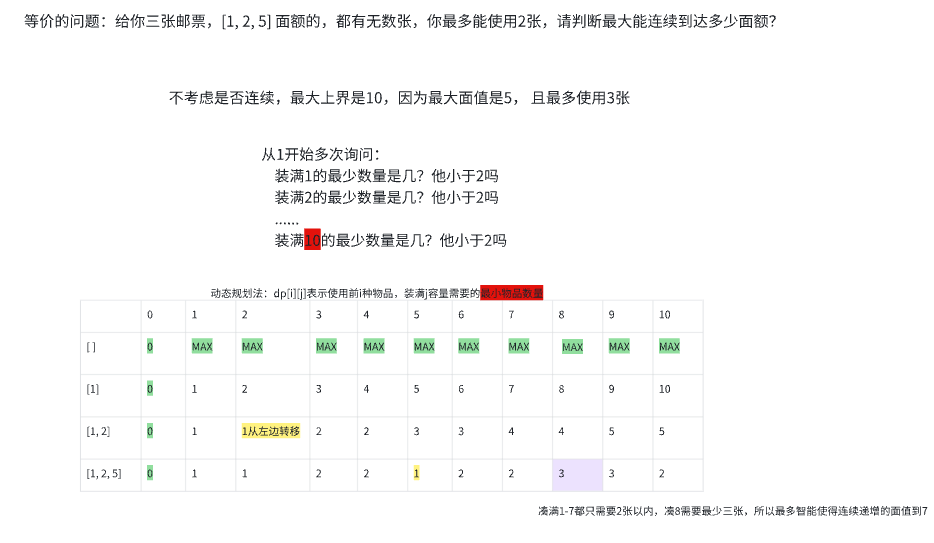 等价的问题：给你三张邮票，[1, 2, 5] 面额的，都有无数张，你最多能使用2张，请判断最大能连续到达多少面额？
不考虑是否连续，最大上界是10，因为最大面值是5， 且最多使用3张
从1开始多次询问：
装满1的最少数量是几？他小于2吗
装满2的最少数量是几？他小于2吗
......
装满10的最少数量是几？他小于2吗
动态规划法：dp[i][j]表示使用前i种物品，装满j容量需要的最小物品数量
0 1 2 3 4 5 6 7 8 9 10
[ ] 0 MAX MAX MAX MAX MAX MAX MAX MAX MAX MAX
[1] 0 1 2 3 4 5 6 7 8 9 10
[1, 2] 0 1 1从左边转移 2 2 3 3 4 4 5 5
[1, 2, 5] 0 1 1 2 2 1 2 2 3 3 2
凑满1-7都只需要2张以内，凑8需要最少三张，所以最多智能使得连续递增的面值到7